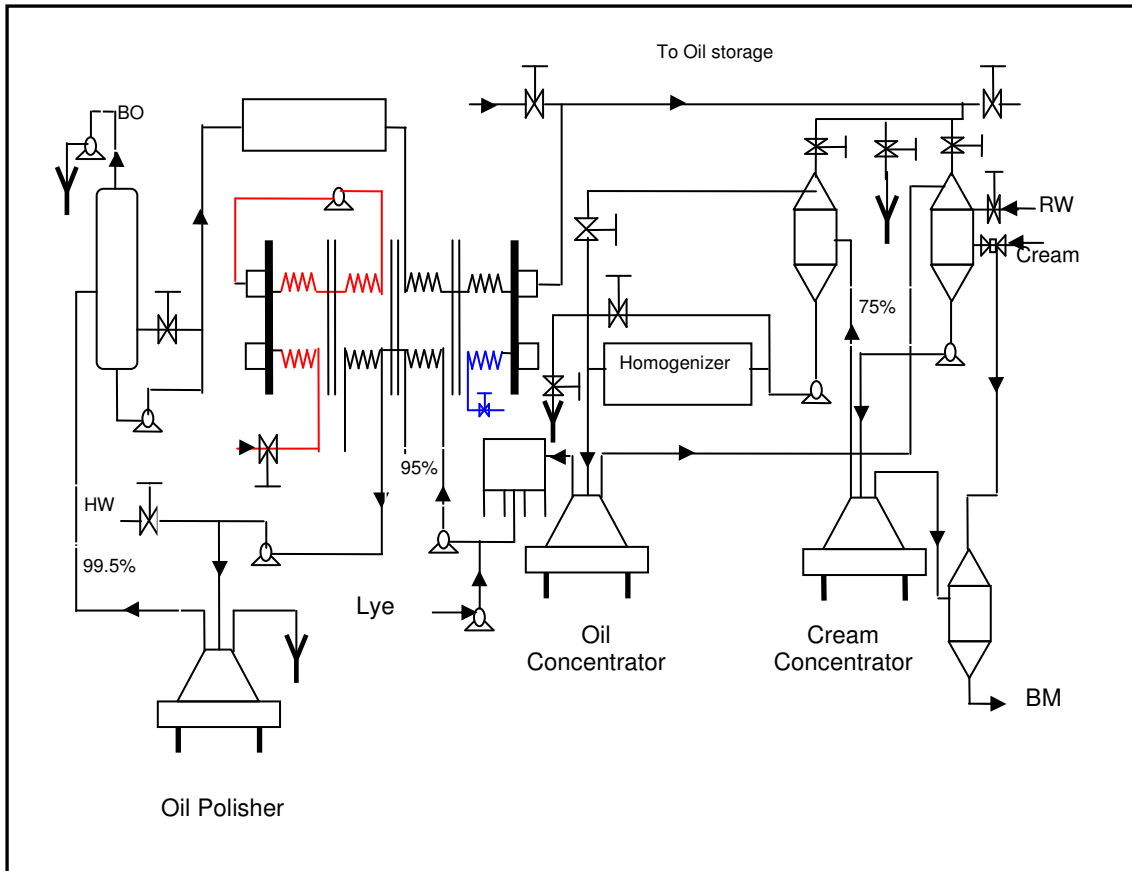 To Oil storage
BO
RW
Cream
75%
Homogenizer
95%
HW
99.5%
Lye
Oil
Concentrator
Cream
Concentrator
BM
Oil Polisher